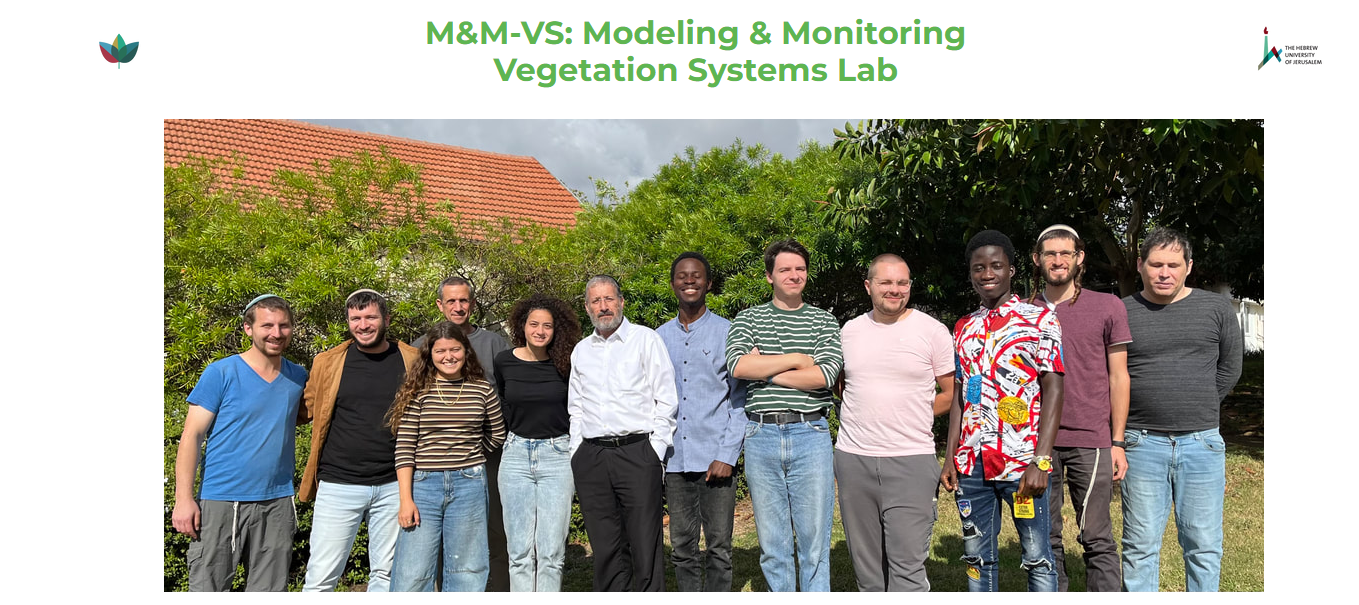 M&M-VS: Modeling & Monitoring
Vegetation Systems Lab
THE HEBREW
UNIVERSITY
OF JERUSALEM